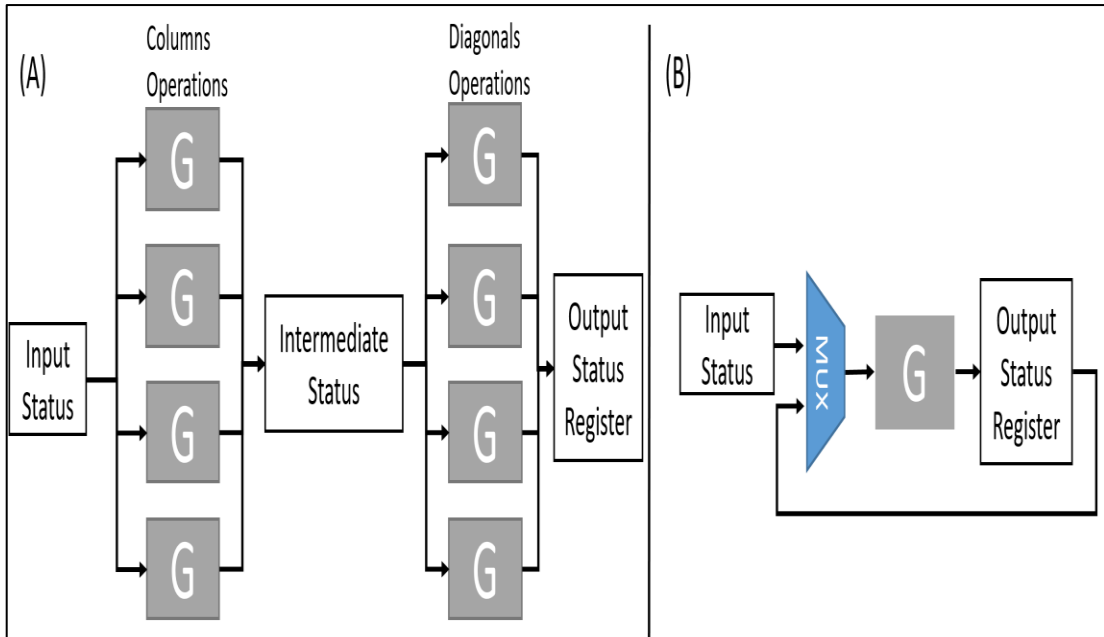 (A)
Columns
Operations
G
G
G
G
Input
Status
Intermediate
Status
Diagonals
Operations
G
G
G
G
Output
Status
Register
(B)
Input
Status
MUX
G
Output
Status
Register